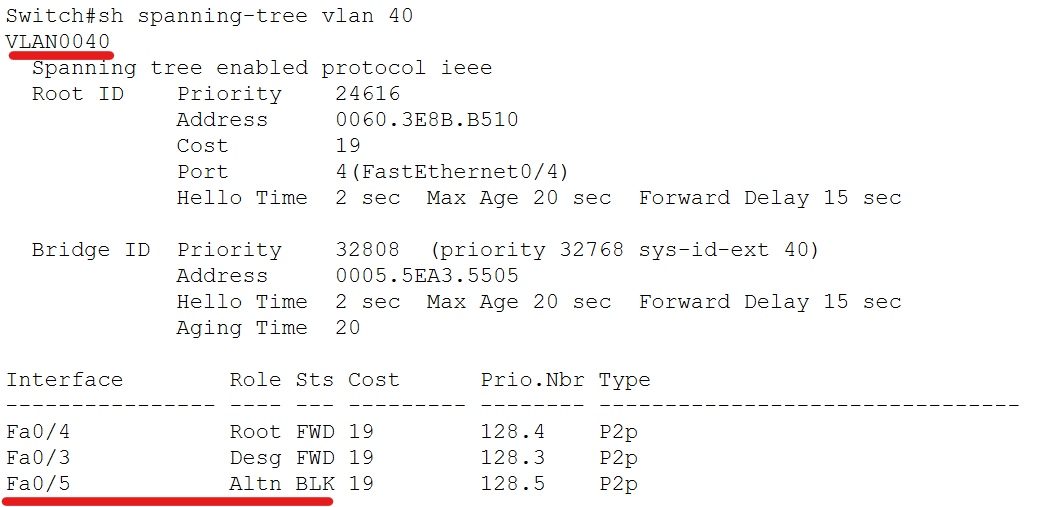 Switch#sh spanning-tree vlan 40
VLAN0040
  Spanning tree enabled protocol ieee
  Root ID    Priority    24616
             Address     0060.3E8B.B510
             Cost        19
             Port        4(FastEthernet0/4)
             Hello Time  2 sec  Max Age 20 sec  Forward Delay 15 sec

  Bridge ID  Priority    32808  (priority 32768 sys-id-ext 40)
             Address     0005.5EA3.5505
             Hello Time  2 sec  Max Age 20 sec  Forward Delay 15 sec
             Aging Time  20

Interface        Role Sts Cost      Prio.Nbr Type
---------------- ---- --- --------- -------- --------------------------------
Fa0/4            Root FWD 19        128.4    P2p
Fa0/3            Desg FWD 19        128.3    P2p
Fa0/5            Altn BLK 19        128.5    P2p